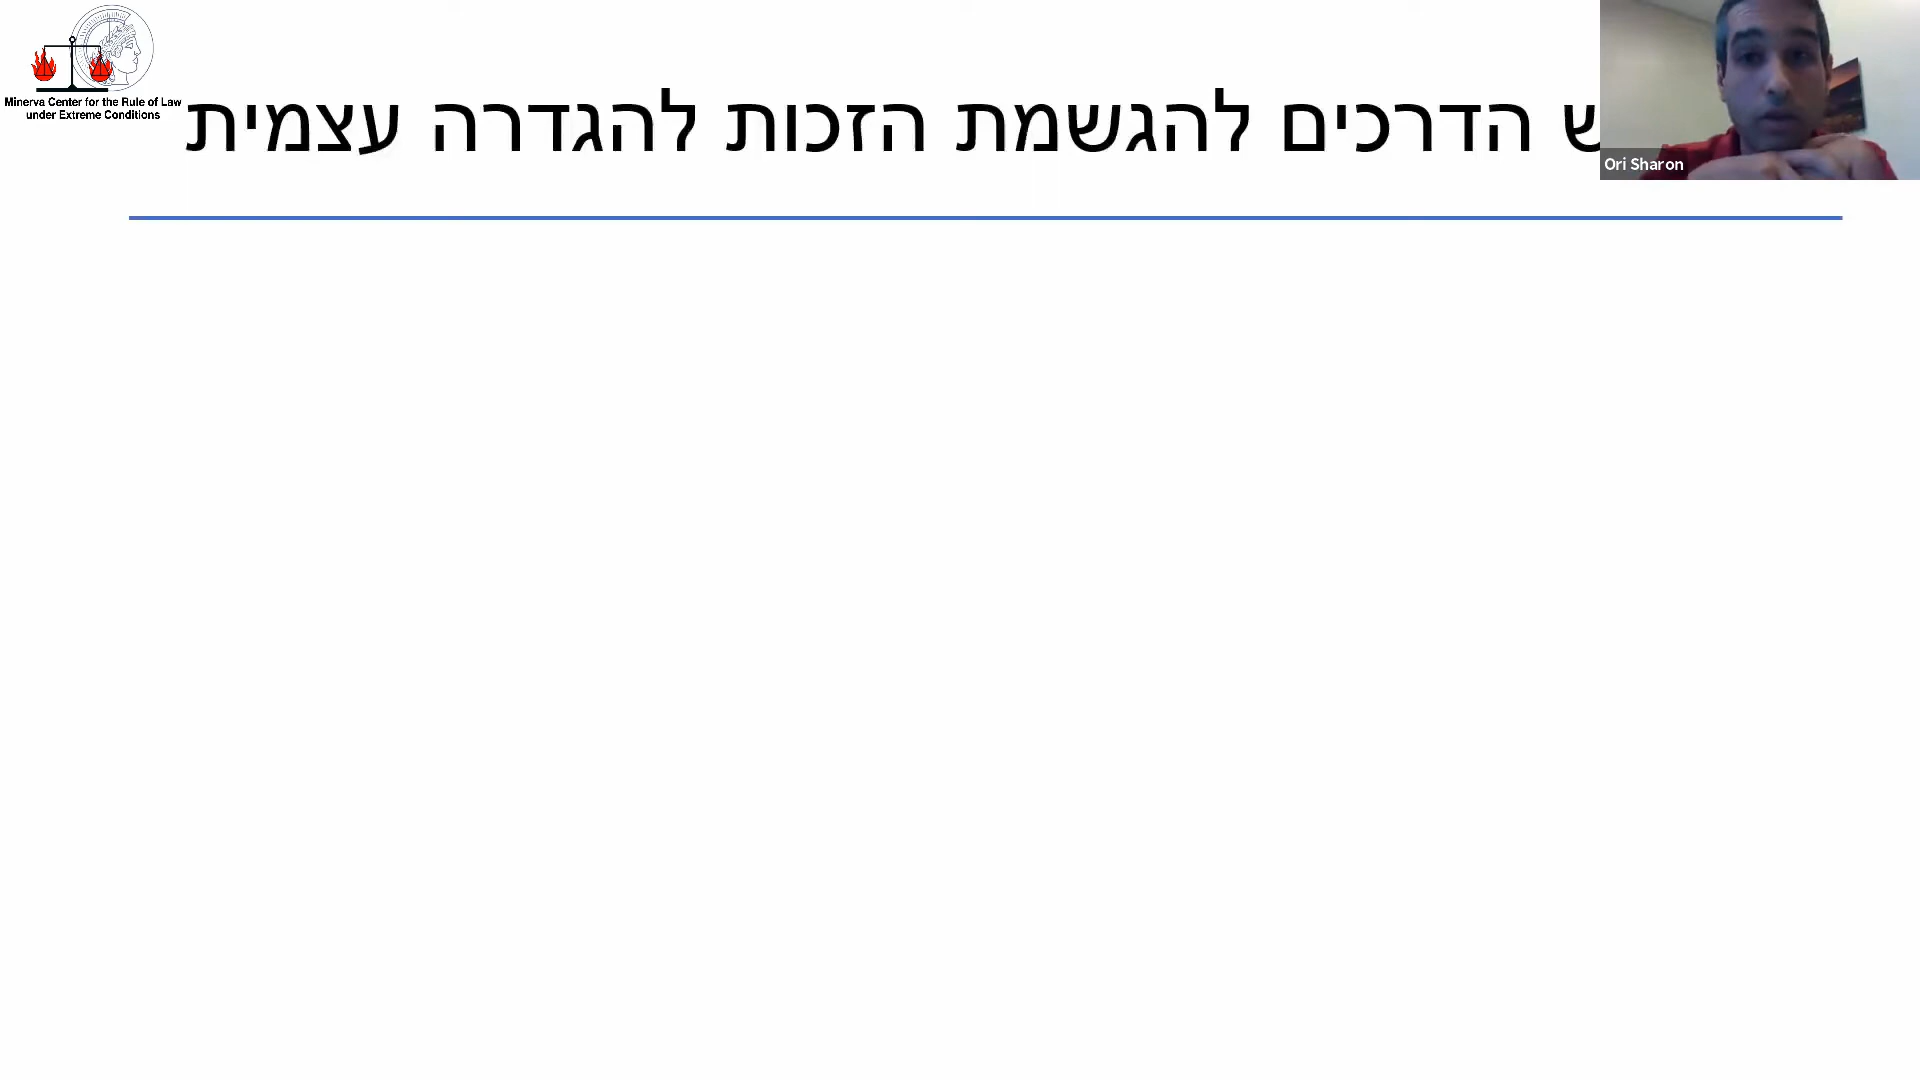 Minerva Center for the Rule of Law
under Extreme Conditions
הדרכים להגשמת הזכות להגדרה עצמית
Ori Sharon